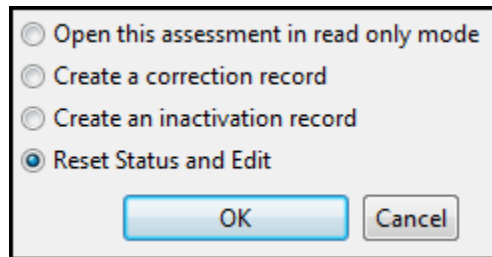 Open this assessment in read only mode
Create a correction record
Create an inactivation record
Reset Status and Edit
OK Cancel